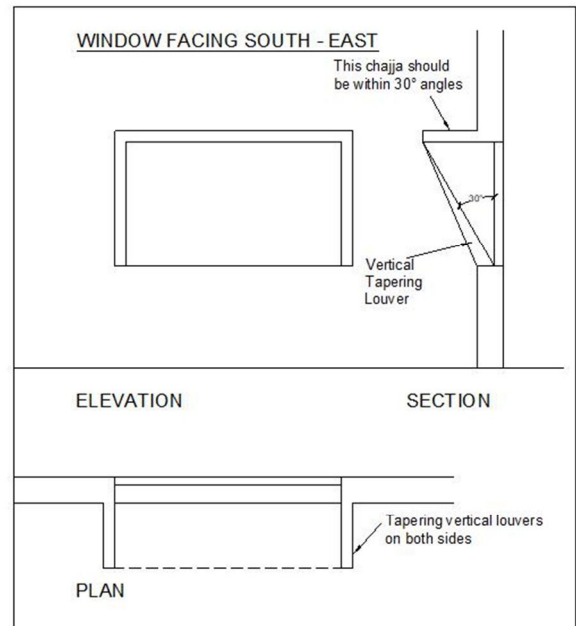 WINDOW FACING SOUTH - EAST
This chajja should
be within 30° angles
30°
Vertical
Tapering
Louver
ELEVATION
SECTION
Tapering vertical louvers
on both sides
PLAN